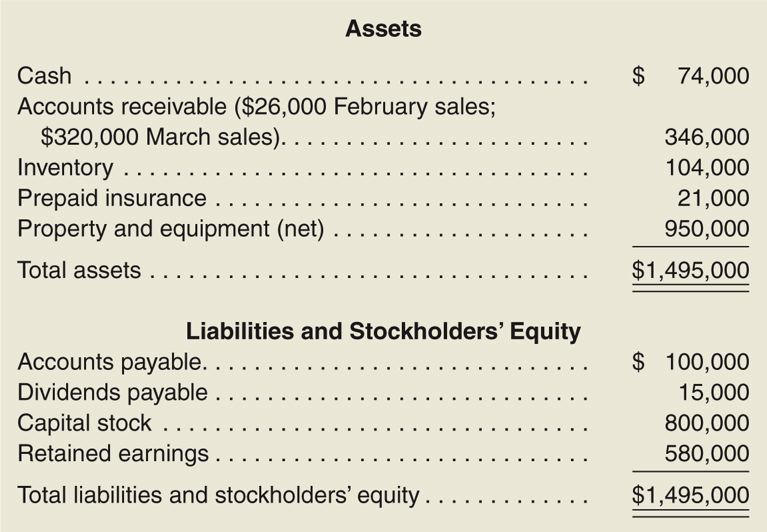 Assets
Cash ........................................ $ 74,000
Accounts receivable ($26,000 February sales;
$320,000 March sales)........................ 346,000
Inventory .................................... 104,000
Prepaid insurance ............................. 21,000
Property and equipment (net) .................... 950,000
Total assets .................................. $1,495,000
Liabilities and Stockholders’ Equity
Accounts payable.............................. $ 100,000
Dividends payable ............................. 15,000
Capital stock ................................. 800,000
Retained earnings ............................. 580,000
Total liabilities and stockholders’ equity ............. $1,495,000